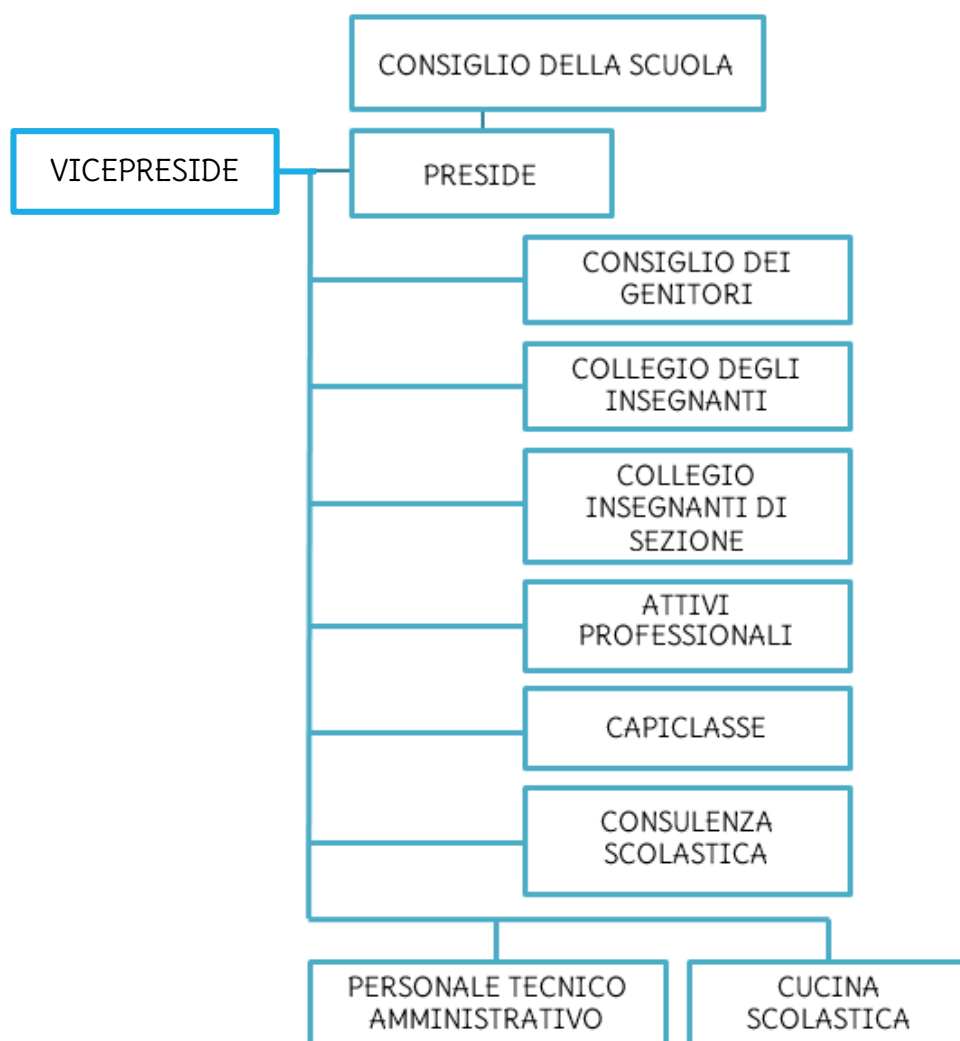 CONSIGLIO DELLA SCUOLA
VICEPRESIDE
PRESIDE
CONSIGLIO DEI
GENITORI
COLLEGIO DEGLI
INSEGNANTI
COLLEGIO
INSEGNANTI DI
SEZIONE
ATTIVI
PROFESSIONALI
CAPICLASSE
CONSULENZA
SCOLASTICA
PERSONALE TECNICO
AMMINISTRATIVO
CUCINA
SCOLASTICA